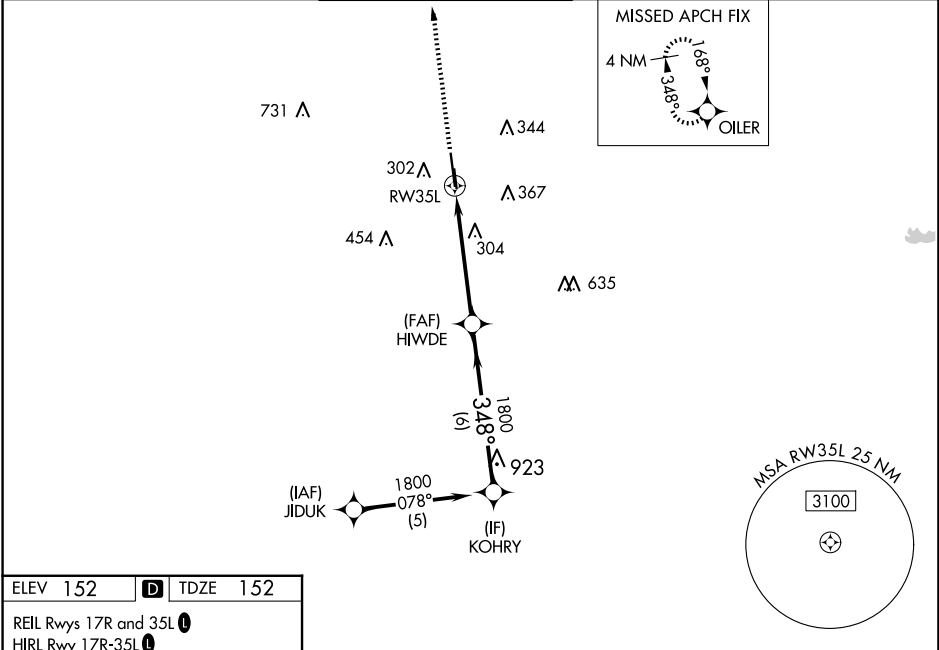 MISSED APCH FIX
4 NM
168°
348°
OILER
731
344
302
RW35L
367
454
304
635
(FAF)
HIWDE
1800
348°
(6)
923
(IAF)
JIDUK
1800
078°
(5)
(IF)
KOHRY
MSA RW35L 25 NM
3100
ELEV 152 D TDZE 152
REIL Rwys 17R and 35L L
HIRL Rwy 17R-35L L